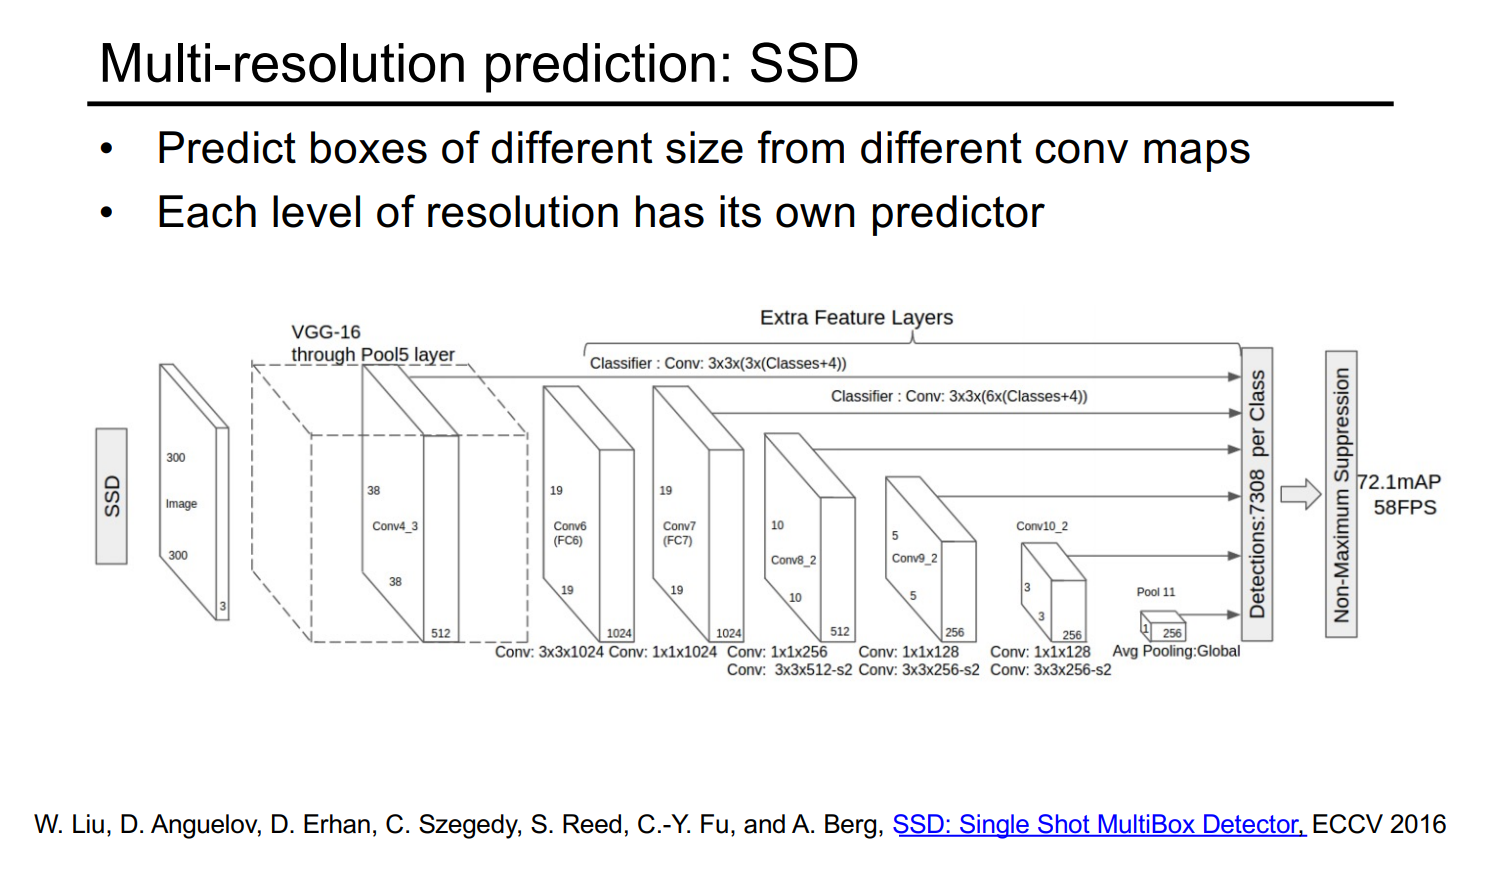 Multi-resolution prediction: SSD
• Predict boxes of different size from different conv maps
• Each level of resolution has its own predictor
Extra Feature Layers
VGG-16
through Pool5 layer
Classifier : Conv: 3x3x(3x(Classes+4))
Classifier : Conv: 3x3x(6x(Classes+4))
SSD
300
Image
300
3
38
Conv4_3
38
512
19
Conv6
(FC6)
19
1024
19
Conv7
(FC7)
19
1024
10
Conv8_2
10
512
5
Conv9_2
5
256
Conv10_2
3
3
256
Pool 11
1
256
Detections:7308 per Class
Non-Maximum Suppression
72.1mAP
58FPS
Conv: 3x3x1024
Conv: 1x1x1024
Conv: 1x1x256
Conv: 3x3x512-s2
Conv: 1x1x128
Conv: 3x3x256-s2
Conv: 1x1x128
Conv: 3x3x256-s2
Avg Pooling:Global
W. Liu, D. Anguelov, D. Erhan, C. Szegedy, S. Reed, C.-Y. Fu, and A. Berg, SSD: Single Shot MultiBox Detector, ECCV 2016